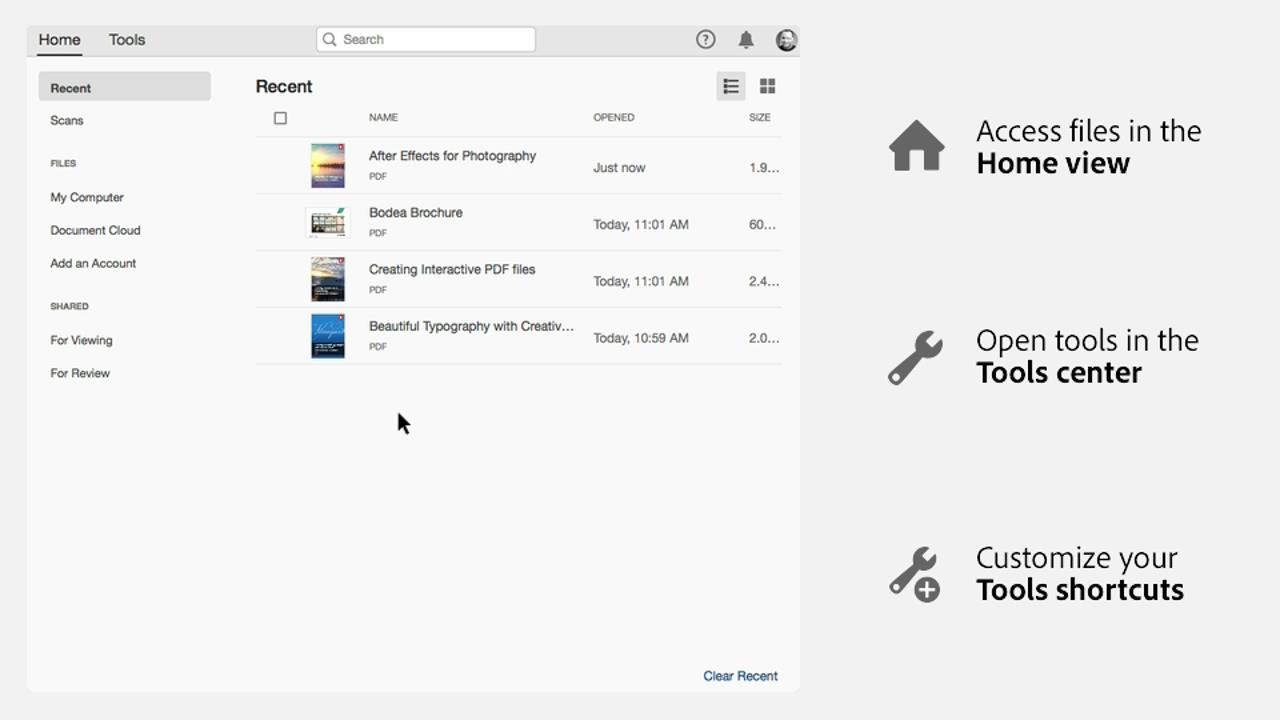 Home Tools Search
Recent
Scans
FILES
My Computer
Document Cloud
Add an Account
SHARED
For Viewing
For Review
Recent
NAME OPENED SIZE
After Effects for Photography
PDF
Just now 1.9...
Bodea Brochure
PDF
Today, 11:01 AM 60...
Creating Interactive PDF files
PDF
Today, 11:01 AM 2.4...
Beautiful Typography with Creativ...
PDF
Today, 10:59 AM 2.0...
Clear Recent
Access files in the
Home view
Open tools in the
Tools center
Customize your
Tools shortcuts